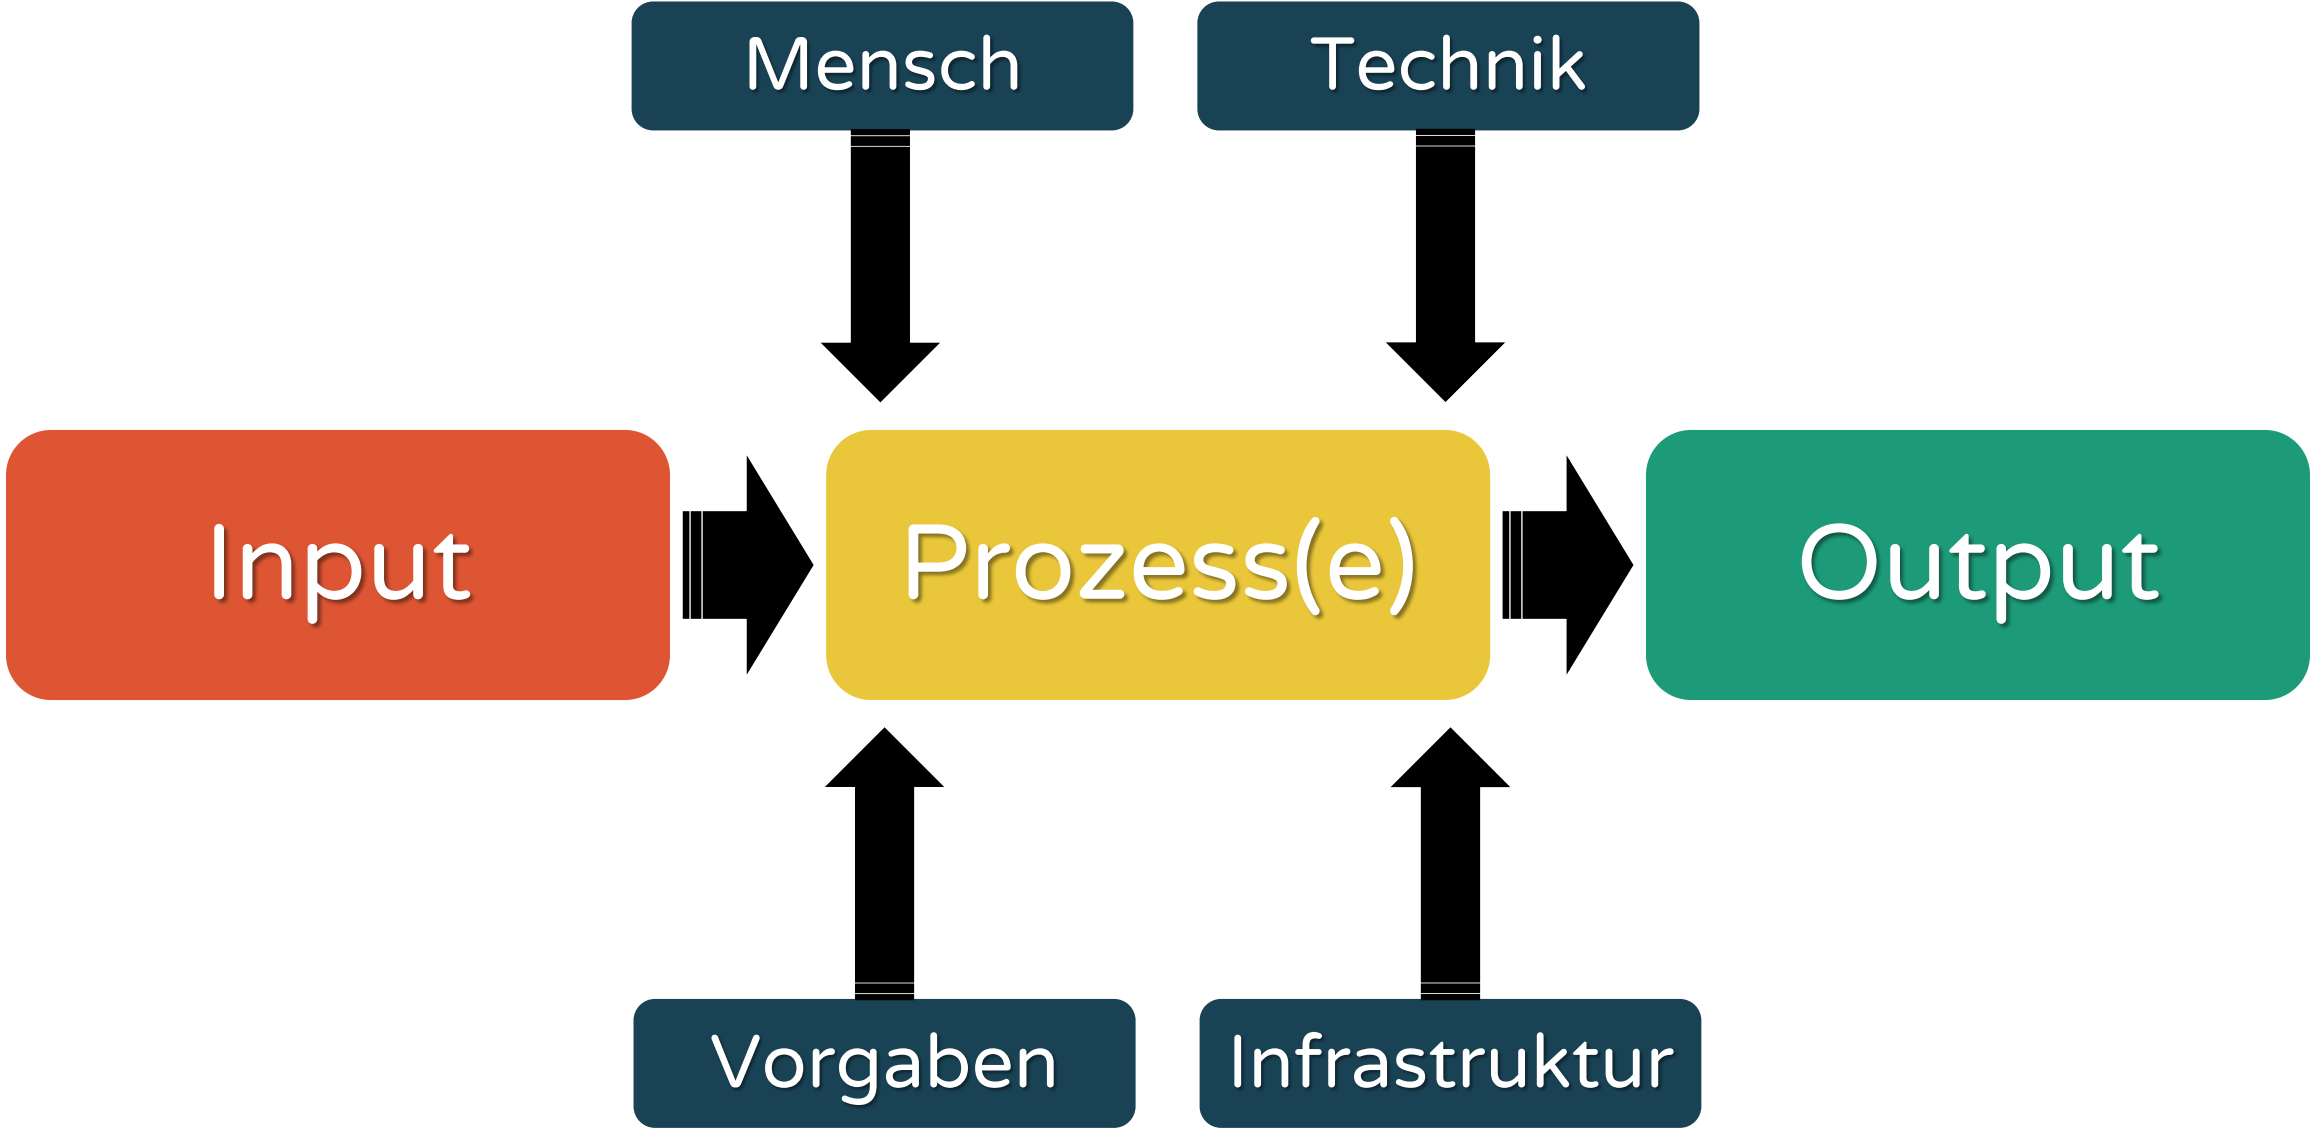 Mensch
Technik
Input
Prozess(e)
Output
Vorgaben
Infrastruktur